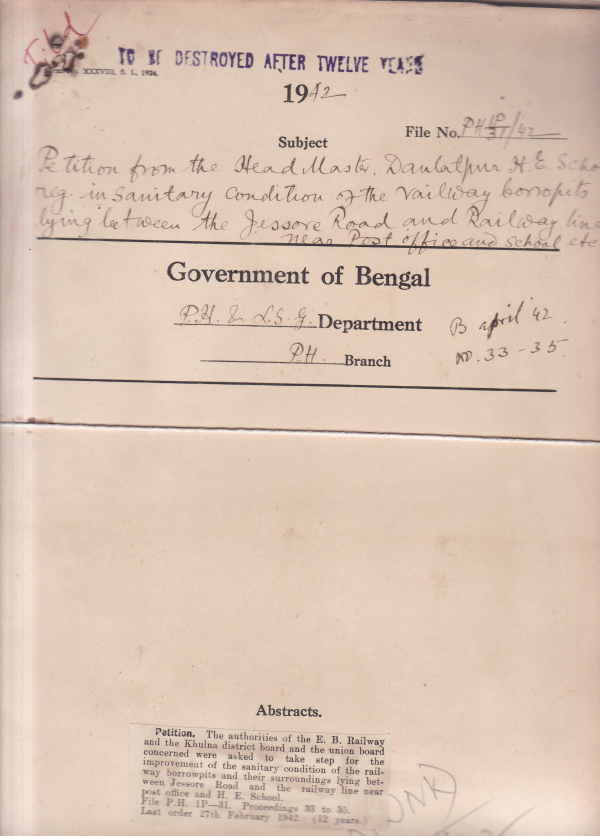 Filed
TO BE DESTROYED AFTER TWELVE YEARS
XXXVIII, S. I., 1934.
1942
Subject
File No. PH 1P/31/42
Petition from the Head Master, Daulatpur H.E. Scho
reg. insanitary Condition of the railway borropits
lying between the Jessore Road and Railway line
near Post office and School etc
Government of Bengal
P.H. & L.S.G. Department
P.H. Branch
B april '42.
No. 33-35.
Abstracts.
Petition. The authorities of the E. B. Railway
and the Khulna district board and the union board
concerned were asked to take step for the
improvement of the sanitary condition of the rail-
way borrowpits and their surroundings lying bet-
ween Jessore Road and the railway line near
post office and H. E. School.
File P.H. 1P—31. Proceedings 33 to 35.
Last order 27th February 1942. (12 years.)